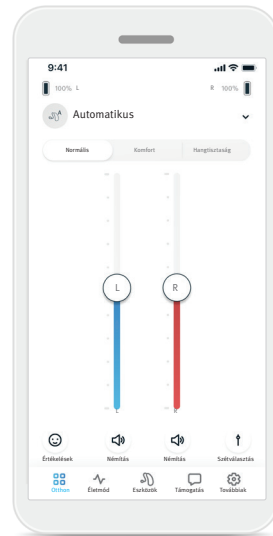 9:41
100% L R 100%
Automatikus
Normális Komfort Hangtisztaság
L R
L R
Értékelések Némítás Némítás Szétválasztás
Otthon Életmód Eszközök Támogatás Továbbiak